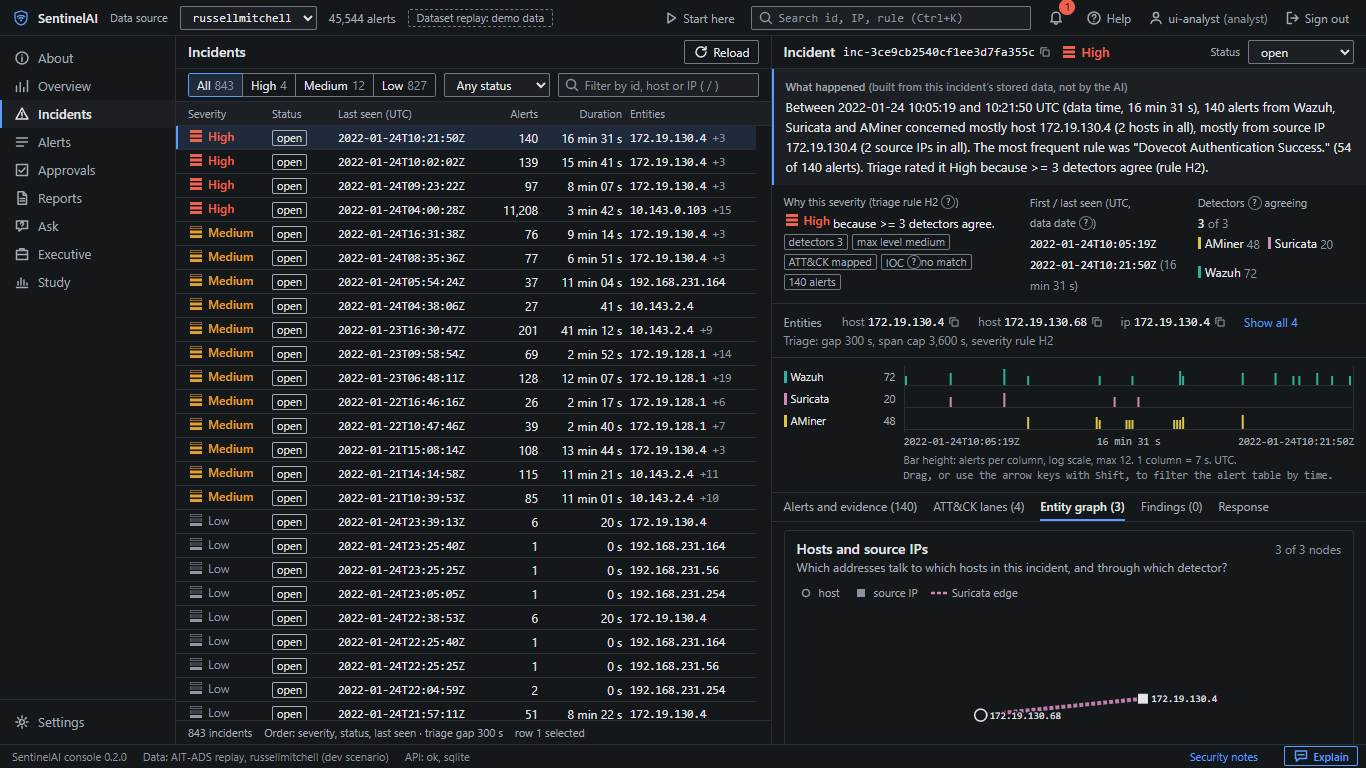 SentinelAI Data source russellmitchell 45,544 alerts Dataset replay: demo data Start here Search id, IP, rule (Ctrl+K) 1 Help ui-analyst (analyst) Sign out
About
Overview
Incidents
Alerts
Approvals
Reports
Ask
Executive
Study
Settings
Incidents Reload
All 843 High 4 Medium 12 Low 827 Any status Filter by id, host or IP ( / )
Severity Status Last seen (UTC) Alerts Duration Entities
High open 2022-01-24T10:21:50Z 140 16 min 31 s 172.19.130.4 +3
High open 2022-01-24T10:02:02Z 139 15 min 41 s 172.19.130.4 +3
High open 2022-01-24T09:23:22Z 97 8 min 07 s 172.19.130.4 +3
High open 2022-01-24T04:00:28Z 11,208 3 min 42 s 10.143.0.103 +15
Medium open 2022-01-24T16:31:38Z 76 9 min 14 s 172.19.130.4 +3
Medium open 2022-01-24T08:35:36Z 77 6 min 51 s 172.19.130.4 +3
Medium open 2022-01-24T05:54:24Z 37 11 min 04 s 192.168.231.164
Medium open 2022-01-24T04:38:06Z 27 41 s 10.143.2.4
Medium open 2022-01-23T16:30:47Z 201 41 min 12 s 10.143.2.4 +9
Medium open 2022-01-23T09:58:54Z 69 2 min 52 s 172.19.128.1 +14
Medium open 2022-01-23T06:48:11Z 128 12 min 07 s 172.19.128.1 +19
Medium open 2022-01-22T16:46:16Z 26 2 min 17 s 172.19.128.1 +6
Medium open 2022-01-22T10:47:46Z 39 2 min 40 s 172.19.128.1 +7
Medium open 2022-01-21T15:08:14Z 108 13 min 44 s 172.19.130.4 +3
Medium open 2022-01-21T14:14:58Z 115 21 min 21 s 10.143.2.4 +11
Medium open 2022-01-21T10:39:53Z 85 11 min 01 s 10.143.2.4 +10
Low open 2022-01-24T23:39:13Z 6 20 s 172.19.130.4
Low open 2022-01-24T23:25:40Z 1 0 s 192.168.231.164
Low open 2022-01-24T23:25:25Z 1 0 s 192.168.231.56
Low open 2022-01-24T23:05:05Z 1 0 s 192.168.231.254
Low open 2022-01-24T22:38:53Z 6 20 s 172.19.130.4
Low open 2022-01-24T22:25:40Z 1 0 s 192.168.231.164
Low open 2022-01-24T22:25:25Z 1 0 s 192.168.231.56
Low open 2022-01-24T22:04:59Z 2 0 s 192.168.231.254
Low open 2022-01-24T21:57:11Z 51 8 min 22 s 172.19.130.4
843 incidents Order: severity, status, last seen · triage gap 300 s row 1 selected
Incident inc-3ce9cb2540cf1ee3d7fa355c High Status open
What happened (built from this incident's stored data, not by the AI)
Between 2022-01-24 10:05:19 and 10:21:50 UTC (data time, 16 min 31 s), 140 alerts from Wazuh,
Suricata and AMiner concerned mostly host 172.19.130.4 (2 hosts in all), mostly from source IP
172.19.130.4 (2 source IPs in all). The most frequent rule was "Dovecot Authentication Success." (54
of 140 alerts). Triage rated it High because >= 3 detectors agree (rule H2).
Why this severity (triage rule H2 ?)
High because >= 3 detectors agree.
detectors 3 max level medium
ATT&CK mapped IOC ? no match
140 alerts
First / last seen (UTC,
data date ?)
2022-01-24T10:05:19Z
2022-01-24T10:21:50Z (16
min 31 s)
Detectors ? agreeing
3 of 3
AMiner 48 Suricata 20
Wazuh 72
Entities host 172.19.130.4 host 172.19.130.68 ip 172.19.130.4 Show all 4
Triage: gap 300 s, span cap 3,600 s, severity rule H2
Wazuh 72
Suricata 20
AMiner 48
2022-01-24T10:05:19Z 16 min 31 s 2022-01-24T10:21:50Z
Bar height: alerts per column, log scale, max 12. 1 column = 7 s. UTC.
Drag, or use the arrow keys with Shift, to filter the alert table by time.
Alerts and evidence (140) ATT&CK lanes (4) Entity graph (3) Findings (0) Response
Hosts and source IPs 3 of 3 nodes
Which addresses talk to which hosts in this incident, and through which detector?
host source IP Suricata edge
172.19.130.4
172.19.130.68
SentinelAI console 0.2.0 Data: AIT-ADS replay, russellmitchell (dev scenario) API: ok, sqlite Security notes Explain